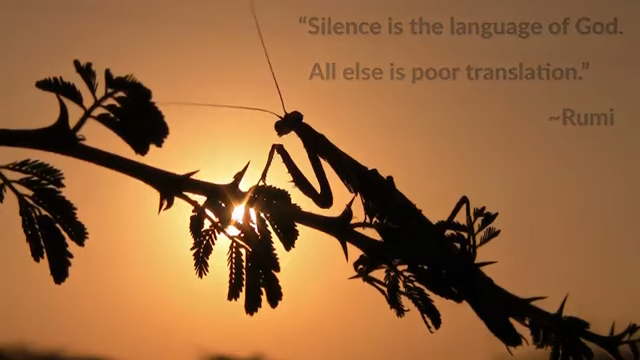 “Silence is the language of God.
All else is poor translation.”
~Rumi